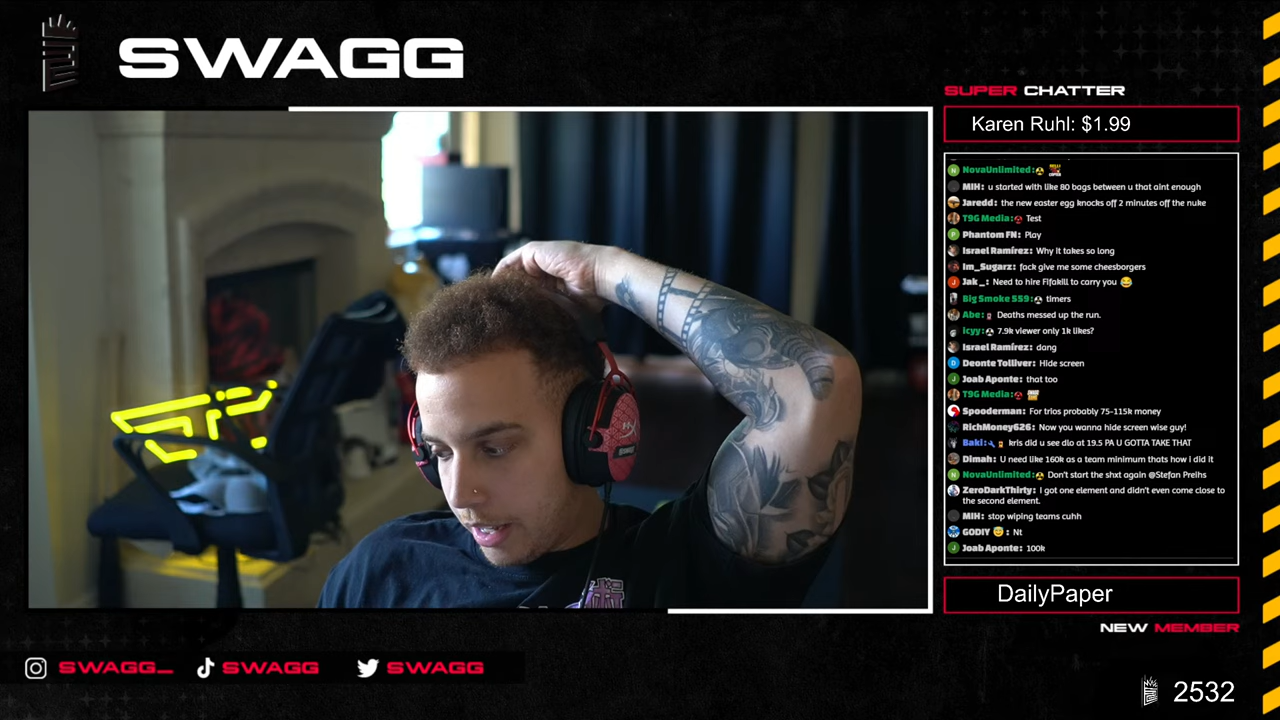 SWAGG
SUPER CHATTER
Karen Ruhl: $1.99
NovaUnlimited:
MIH: u started with like 80 bags between u that aint enough
Jaredd: the new easter egg knocks off 2 minutes off the nuke
T9G Media: Test
Phantom FN: Play
Israel Ramírez: Why it takes so long
Im_Sugarz: fack give me some cheesborgers
Jak_: Need to hire Fifakill to carry you 😂
Big Smoke 559: timers
Abe: Deaths messed up the run.
icyy: 7.9k viewer only 1k likes?
Israel Ramírez: dang
Deonte Tolliver: Hide screen
Joab Aponte: that too
T9G Media:
Spooderman: For trios probably 75-115k money
RichMoney626: Now you wanna hide screen wise guy!
Baki: kris did u see dlo at 19.5 PA U GOTTA TAKE THAT
Dimah: U need like 160k as a team minimum thats how i did it
NovaUnlimited: Don't start the shxt again @Stefan Preihs
ZeroDarkThirty: I got one element and didn't even come close to
the second element.
MIH: stop wiping teams cuhh
GODIY 😇 : Nt
Joab Aponte: 100k
DailyPaper
NEW MEMBER
SWAGG_ SWAGG SWAGG
2532